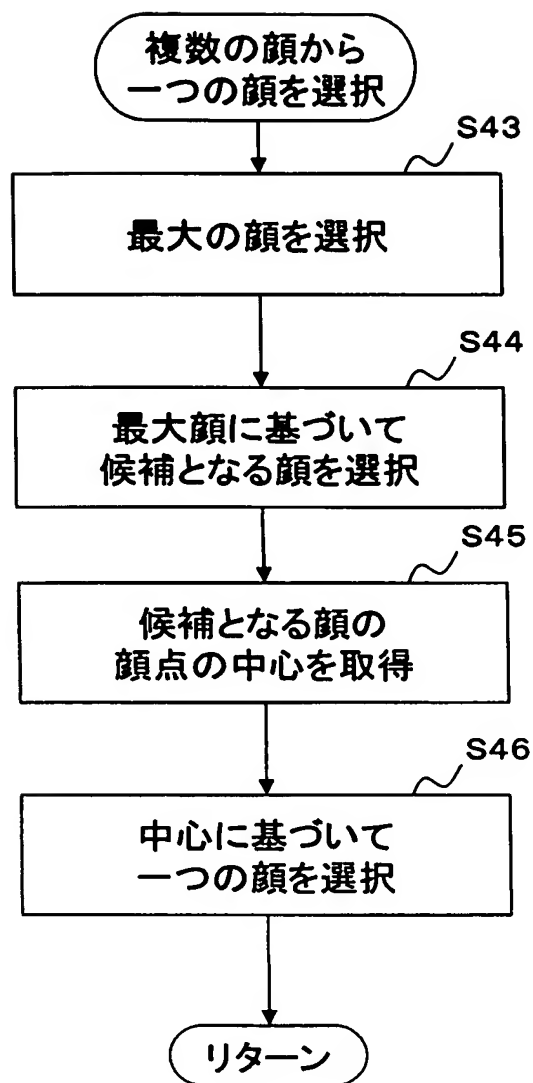 複数の顔から
一つの顔を選択
S43
最大の顔を選択
S44
最大顔に基づいて
候補となる顔を選択
S45
候補となる顔の
顔点の中心を取得
S46
中心に基づいて
一つの顔を選択
リターン